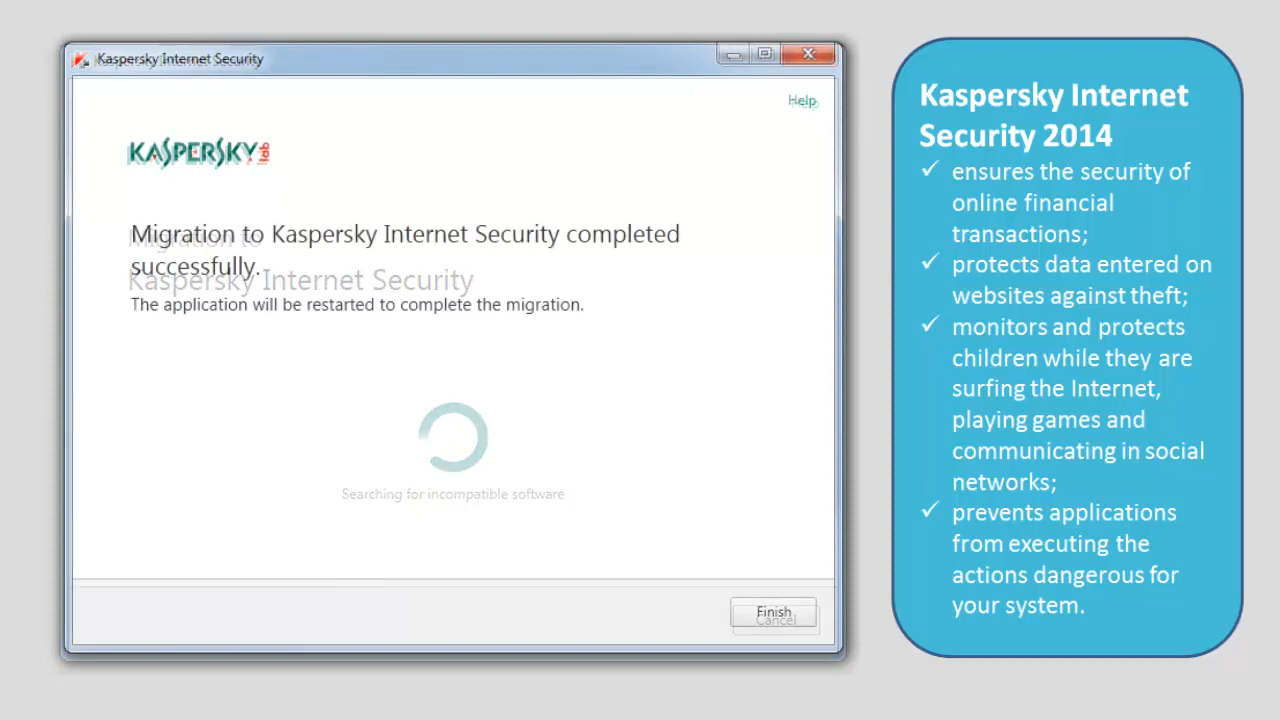 Kaspersky Internet Security
Help
KASPERSKY lab
Migration to Kaspersky Internet Security completed
successfully.
Migration to
Kaspersky Internet Security
The application will be restarted to complete the migration.
Searching for incompatible software
Finish
Cancel
Kaspersky Internet
Security 2014
✓ ensures the security of
online financial
transactions;
✓ protects data entered on
websites against theft;
✓ monitors and protects
children while they are
surfing the Internet,
playing games and
communicating in social
networks;
✓ prevents applications
from executing the
actions dangerous for
your system.